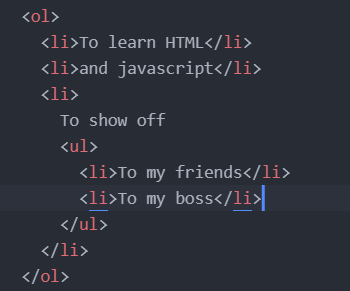 <ol>
<li>To learn HTML</li>
<li>and javascript</li>
<li>
To show off
<ul>
<li>To my friends</li>
<li>To my boss</li>
</ul>
</li>
</ol>